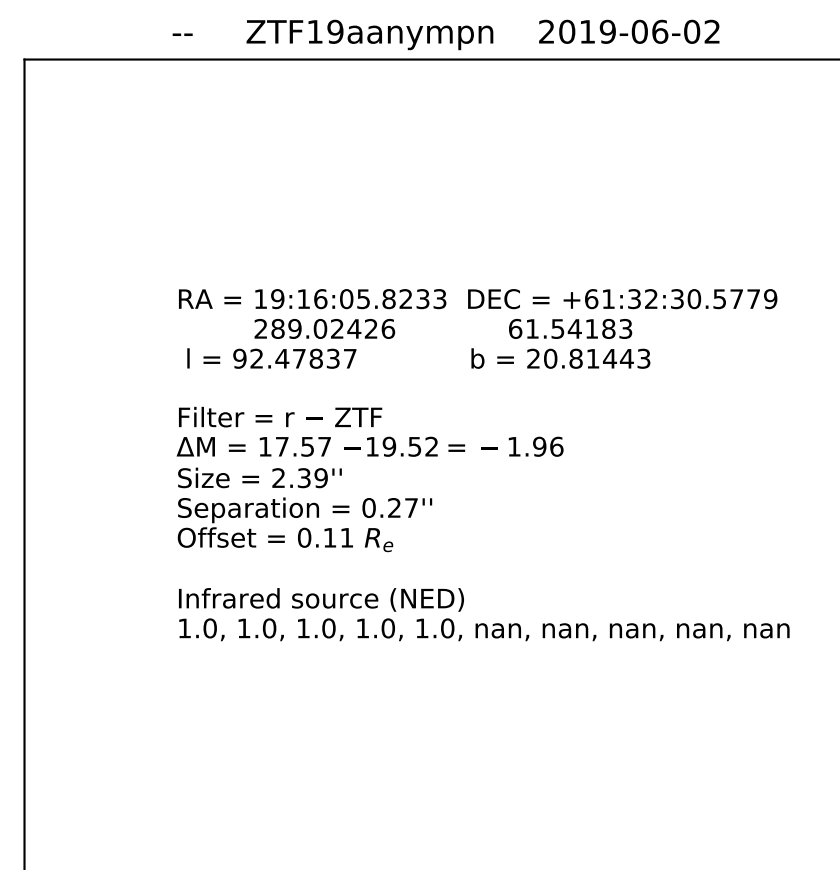 -- ZTF19aanympn 2019-06-02
RA = 19:16:05.8233 DEC = +61:32:30.5779
289.02426 61.54183
l = 92.47837 b = 20.81443
Filter = r − ZTF
ΔM = 17.57 −19.52 = − 1.96
Size = 2.39''
Separation = 0.27''
Offset = 0.11 Re
Infrared source (NED)
1.0, 1.0, 1.0, 1.0, 1.0, nan, nan, nan, nan, nan